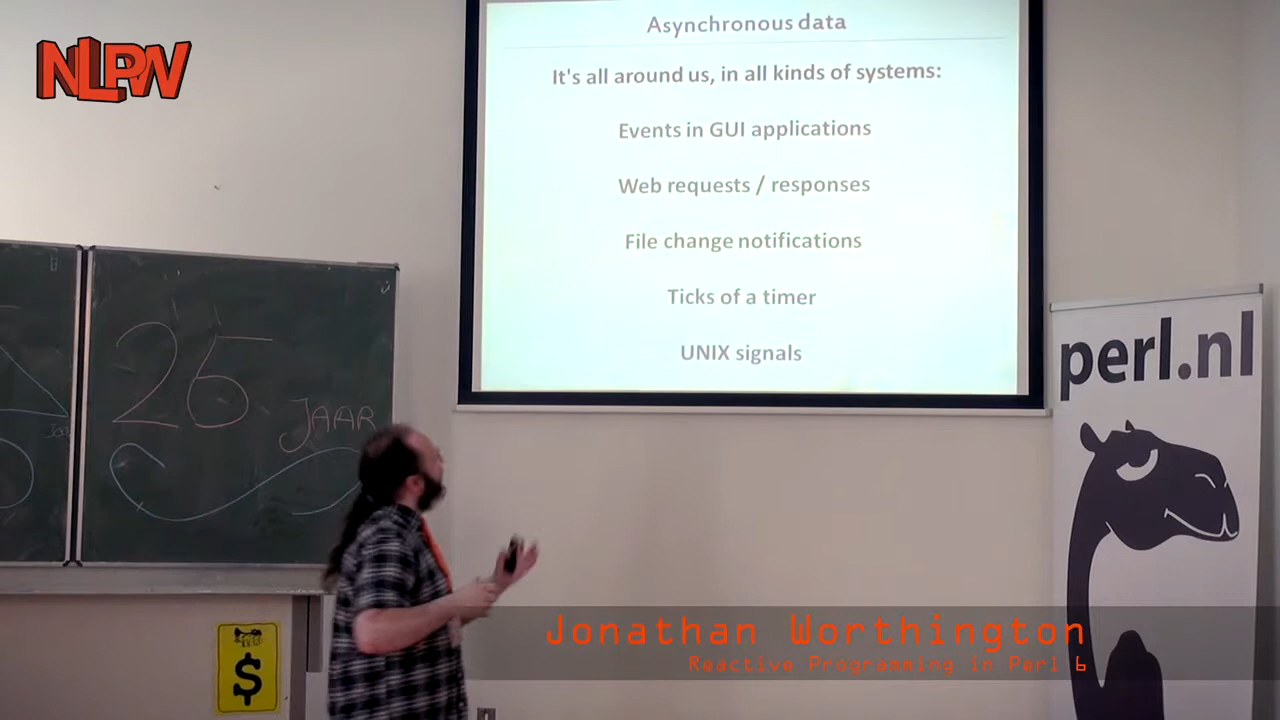 NLPW
Asynchronous data
It's all around us, in all kinds of systems:
Events in GUI applications
Web requests / responses
File change notifications
Ticks of a timer
UNIX signals
perl.nl
25
JAAR
$
Jonathan Worthington
Reactive Programming in Perl 6